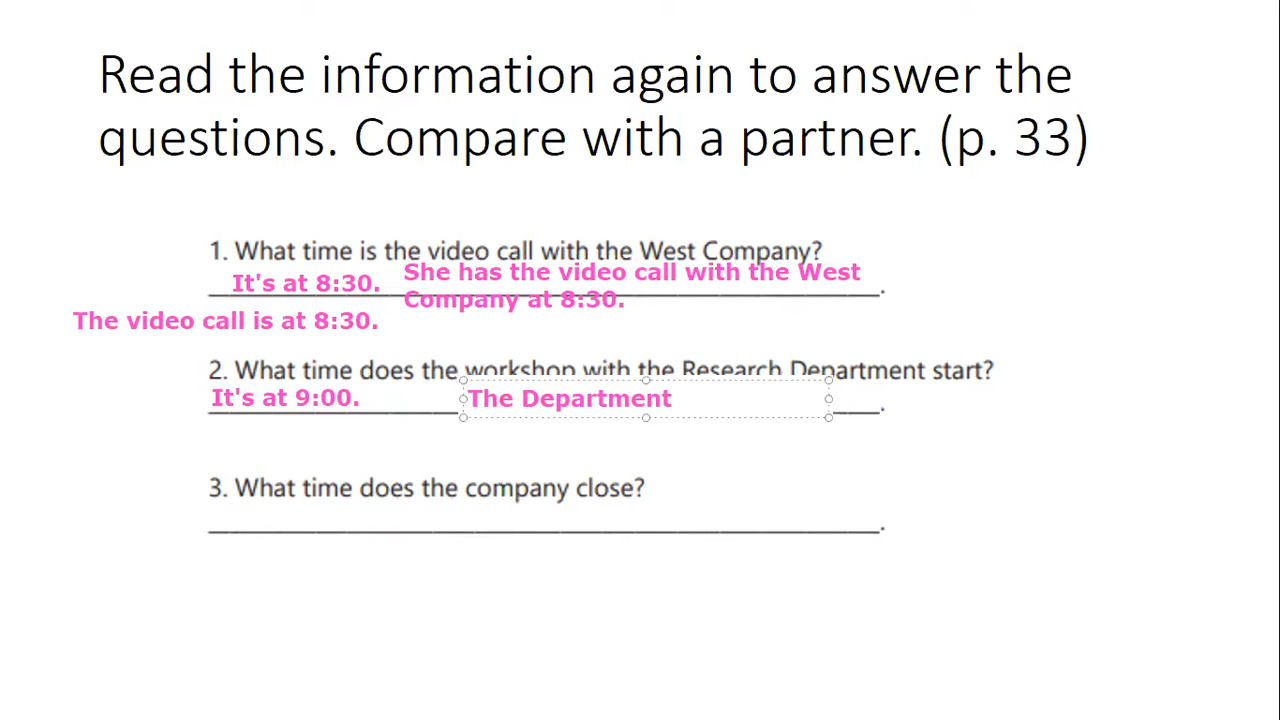 Read the information again to answer the
questions. Compare with a partner. (p. 33)
1. What time is the video call with the West Company?
It's at 8:30.
She has the video call with the West
Company at 8:30.
The video call is at 8:30.
2. What time does the workshop with the Research Department start?
It's at 9:00.
The Department
3. What time does the company close?